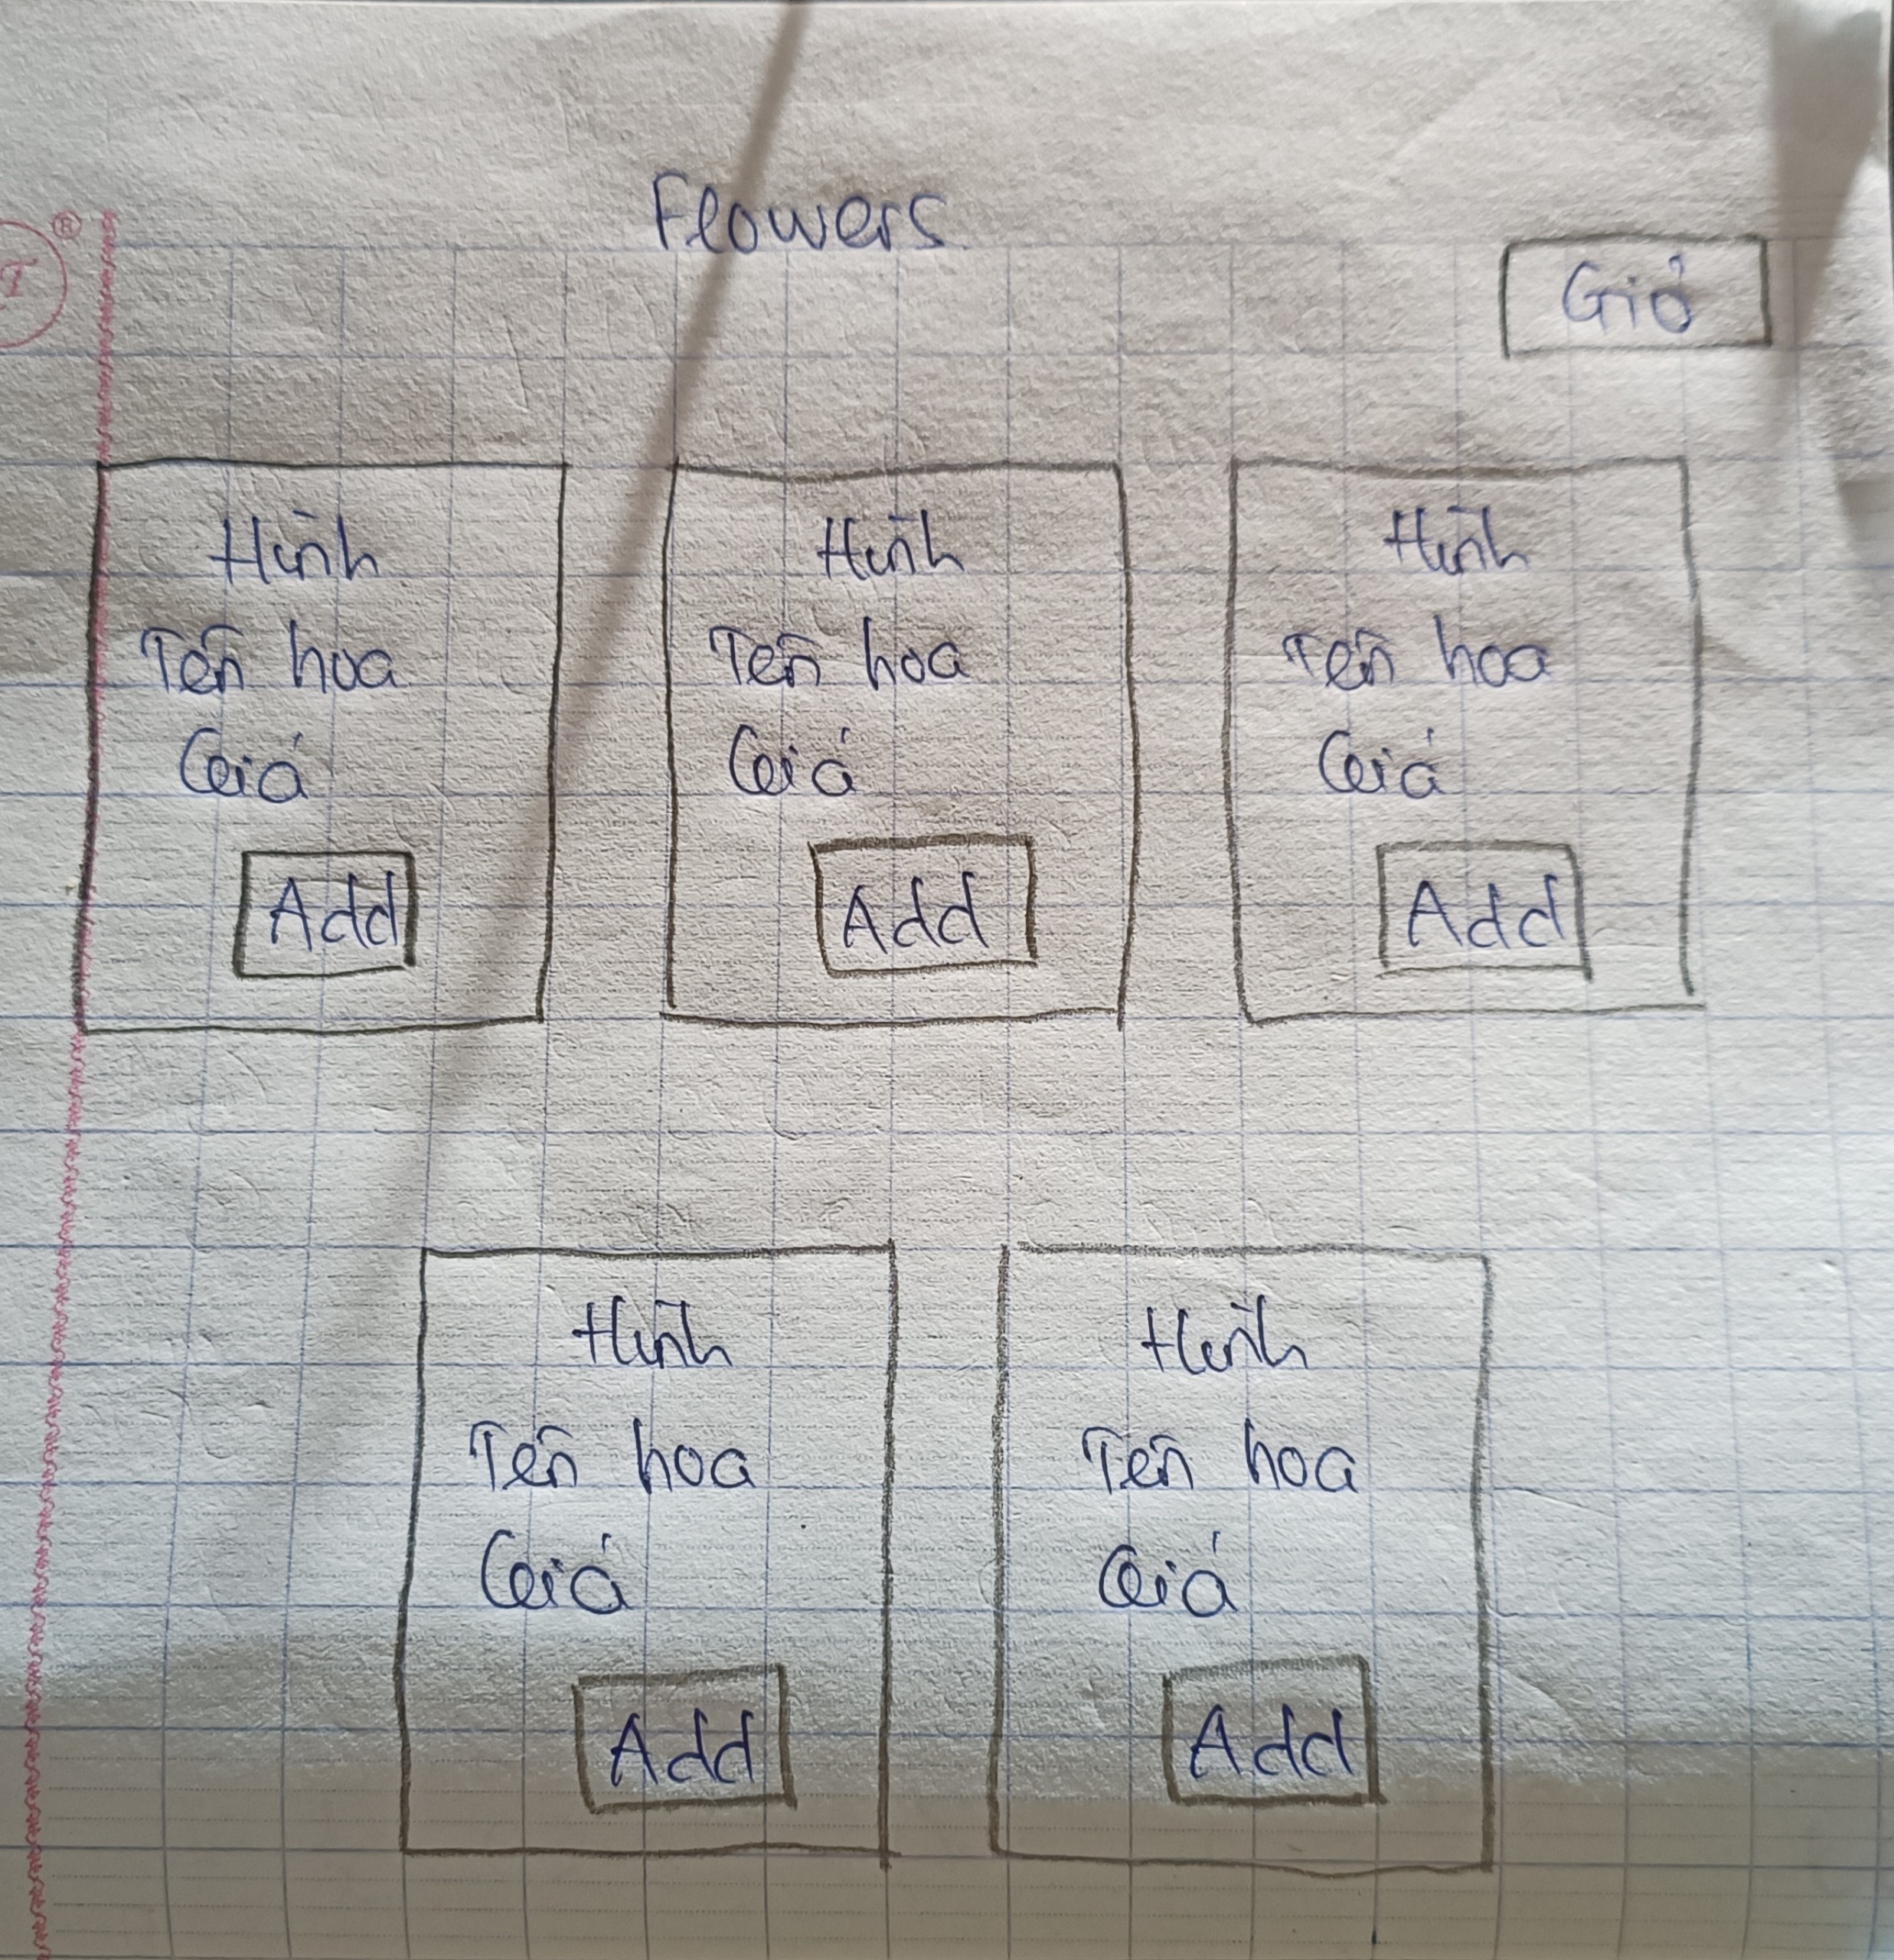 Flowers
Giỏ
Hình Hình Hình
Tên hoa Tên hoa Tên hoa
Giá Giá Giá
Add Add Add
Hình Hình
Tên hoa Tên hoa
Giá Giá
Add Add